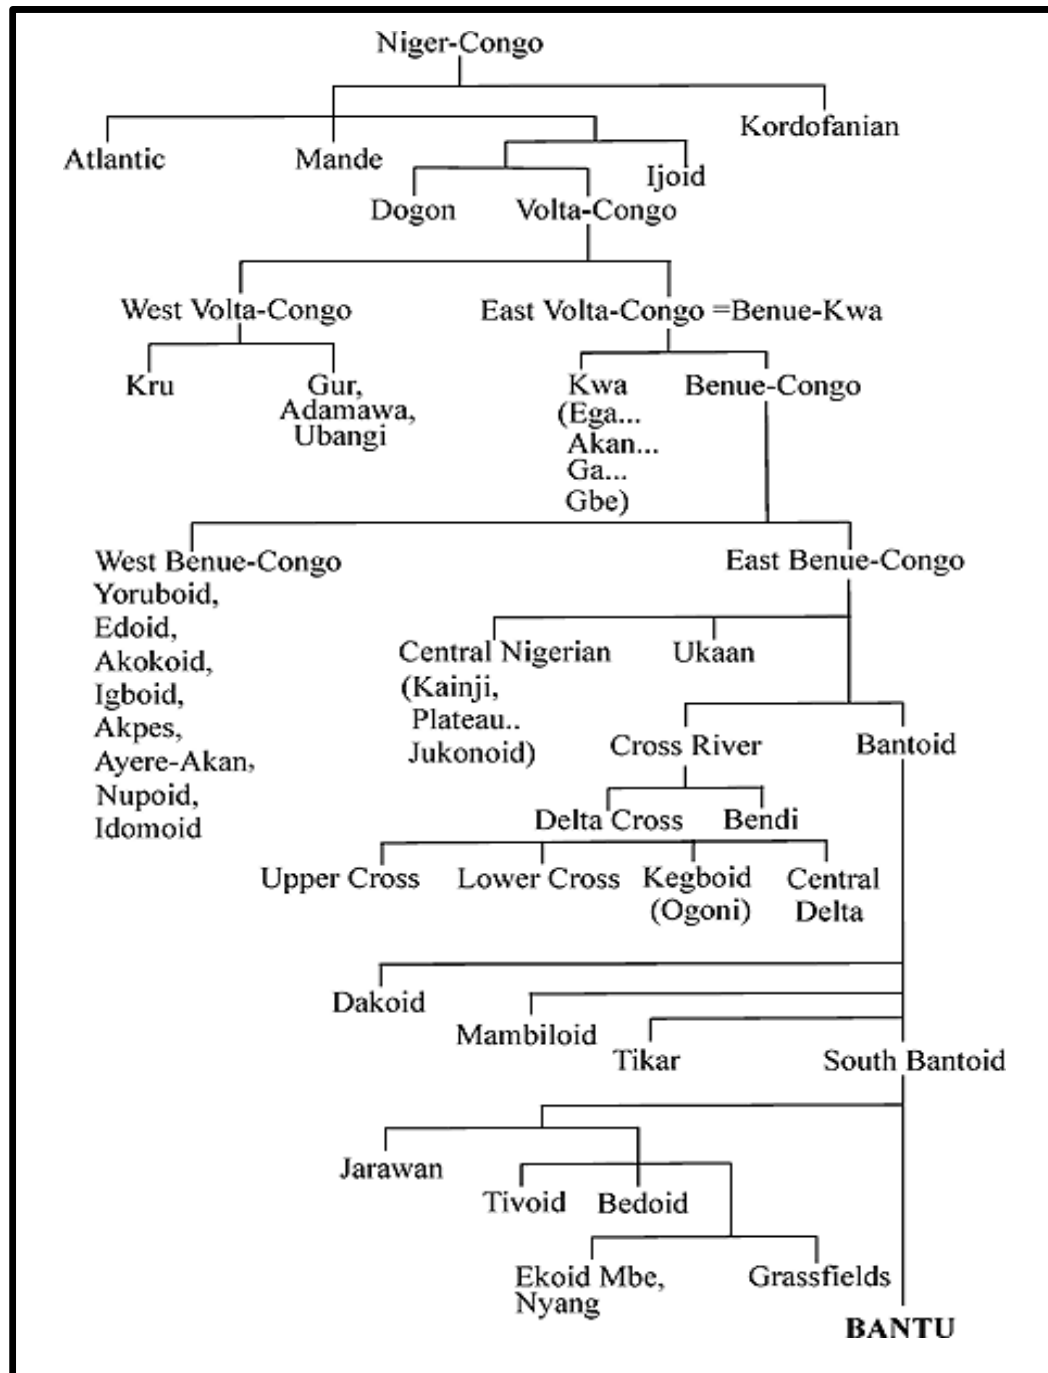 Niger-Congo
Kordofanian
Atlantic
Mande
Ijoid
Dogon
Volta-Congo
West Volta-Congo
East Volta-Congo =Benue-Kwa
Kru
Gur,
Adamawa,
Ubangi
Kwa
(Ega...
Akan...
Ga...
Gbe)
Benue-Congo
West Benue-Congo
Yoruboid,
Edoid,
Akokoid,
Igboid,
Akpes,
Ayere-Akan,
Nupoid,
Idomoid
East Benue-Congo
Central Nigerian
(Kainji,
Plateau..
Jukonoid)
Ukaan
Cross River
Bantoid
Delta Cross
Bendi
Upper Cross
Lower Cross
Kegboid
(Ogoni)
Central
Delta
Dakoid
Mambiloid
Tikar
South Bantoid
Jarawan
Tivoid
Bedoid
Ekoid Mbe,
Nyang
Grassfields
BANTU